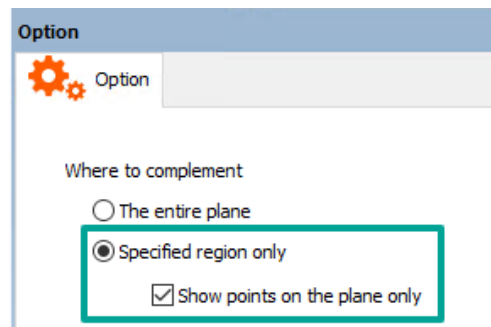 Option
Option
Where to complement
The entire plane
Specified region only
Show points on the plane only